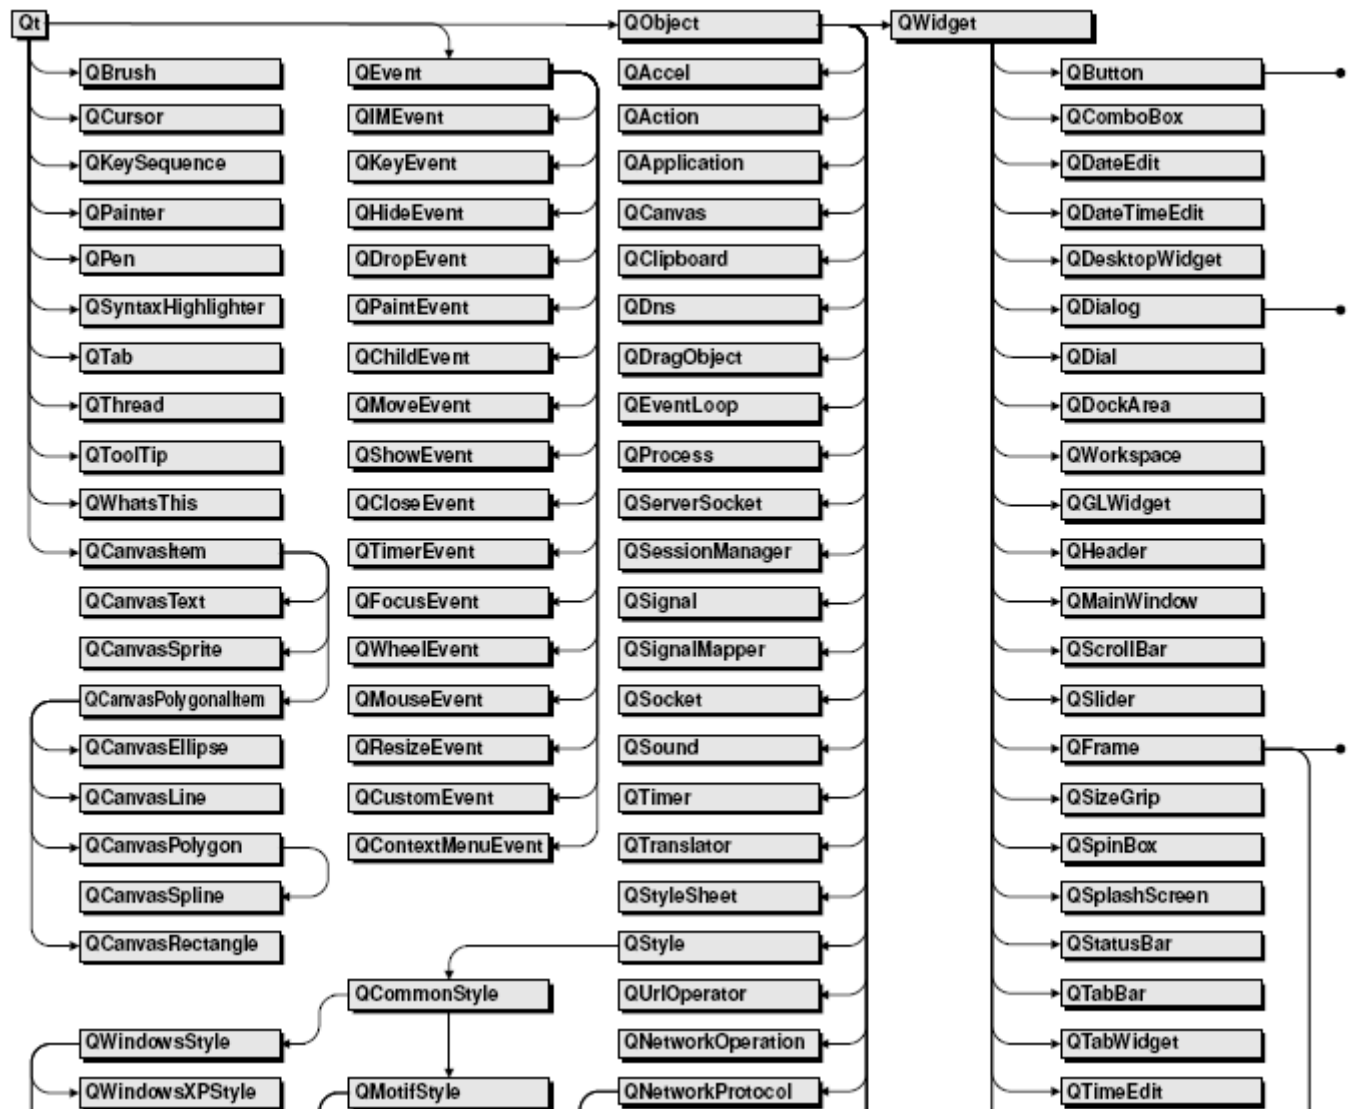 Qt
QObject
QWidget
QBrush
QEvent
QAccel
QButton
QCursor
QIMEvent
QAction
QComboBox
QKeySequence
QKeyEvent
QApplication
QDateEdit
QPainter
QHideEvent
QCanvas
QDateTimeEdit
QPen
QDropEvent
QClipboard
QDesktopWidget
QSyntaxHighlighter
QPaintEvent
QDns
QDialog
QTab
QChildEvent
QDragObject
QDial
QThread
QMoveEvent
QEventLoop
QDockArea
QToolTip
QShowEvent
QProcess
QWorkspace
QWhatsThis
QCloseEvent
QServerSocket
QGLWidget
QCanvasItem
QTimerEvent
QSessionManager
QHeader
QCanvasText
QFocusEvent
QSignal
QMainWindow
QCanvasSprite
QWheelEvent
QSignalMapper
QScrollBar
QCanvasPolygonalItem
QMouseEvent
QSocket
QSlider
QCanvasEllipse
QResizeEvent
QSound
QFrame
QCanvasLine
QCustomEvent
QTimer
QSizeGrip
QCanvasPolygon
QContextMenuEvent
QTranslator
QSpinBox
QCanvasSpline
QStyleSheet
QSplashScreen
QCanvasRectangle
QStyle
QStatusBar
QCommonStyle
QUrlOperator
QTabBar
QWindowsStyle
QNetworkOperation
QTabWidget
QWindowsXPStyle
QMotifStyle
QNetworkProtocol
QTimeEdit